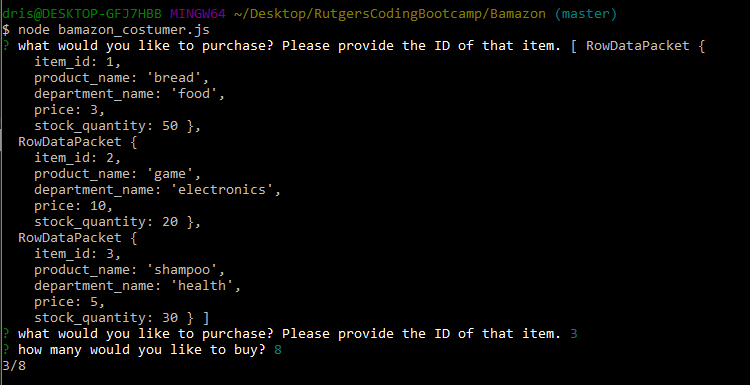 dris@DESKTOP-GFJ7HBB MINGW64 ~/Desktop/RutgersCodingBootcamp/Bamazon (master)
$ node bamazon_costumer.js
? what would you like to purchase? Please provide the ID of that item. [ RowDataPacket {
    item_id: 1,
    product_name: 'bread',
    department_name: 'food',
    price: 3,
    stock_quantity: 50 },
  RowDataPacket {
    item_id: 2,
    product_name: 'game',
    department_name: 'electronics',
    price: 10,
    stock_quantity: 20 },
  RowDataPacket {
    item_id: 3,
    product_name: 'shampoo',
    department_name: 'health',
    price: 5,
    stock_quantity: 30 } ]
? what would you like to purchase? Please provide the ID of that item. 3
? how many would you like to buy? 8
3/8